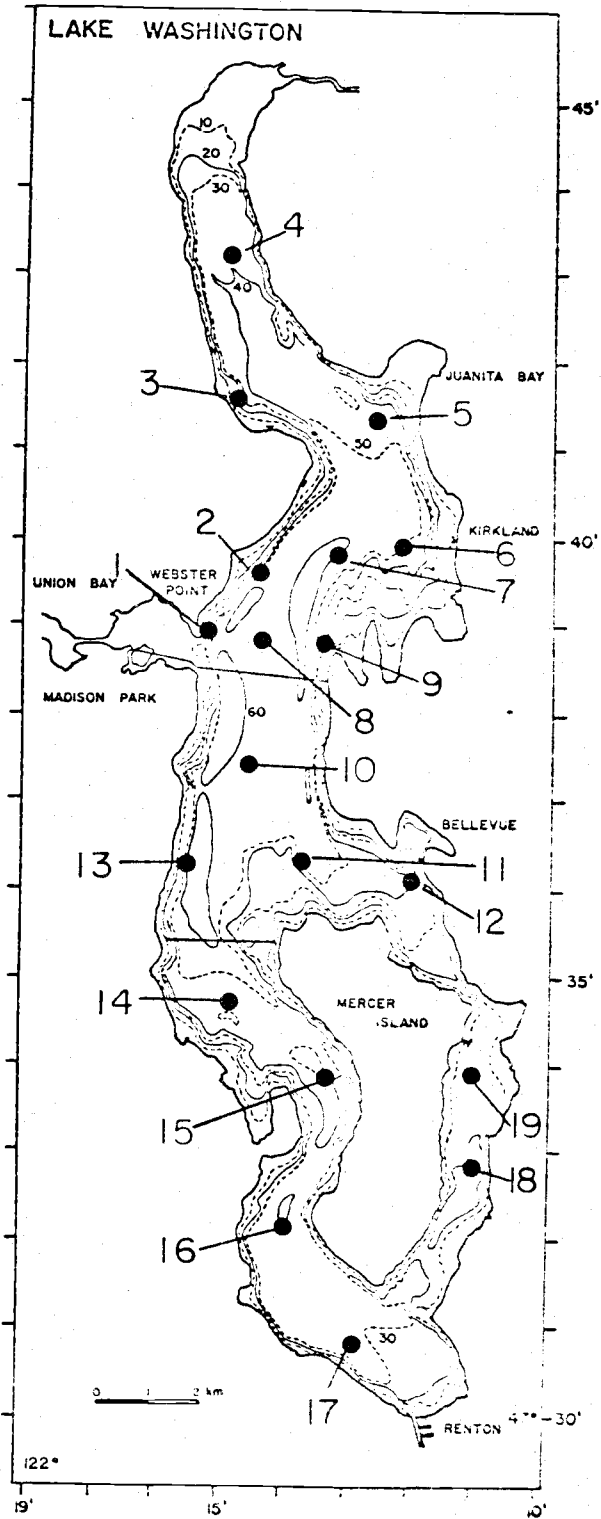 LAKE WASHINGTON
45'
10
20
30
4
40
3
JUANITA BAY
5
50
2
KIRKLAND
40'
6
1
UNION BAY
WEBSTER
POINT
7
9
8
MADISON PARK
60
10
BELLEVUE
13
11
12
35'
14
MERCER
ISLAND
15
19
18
16
30
17
0 1 2 km
RENTON
47°-30'
122°
19'
15'
10'